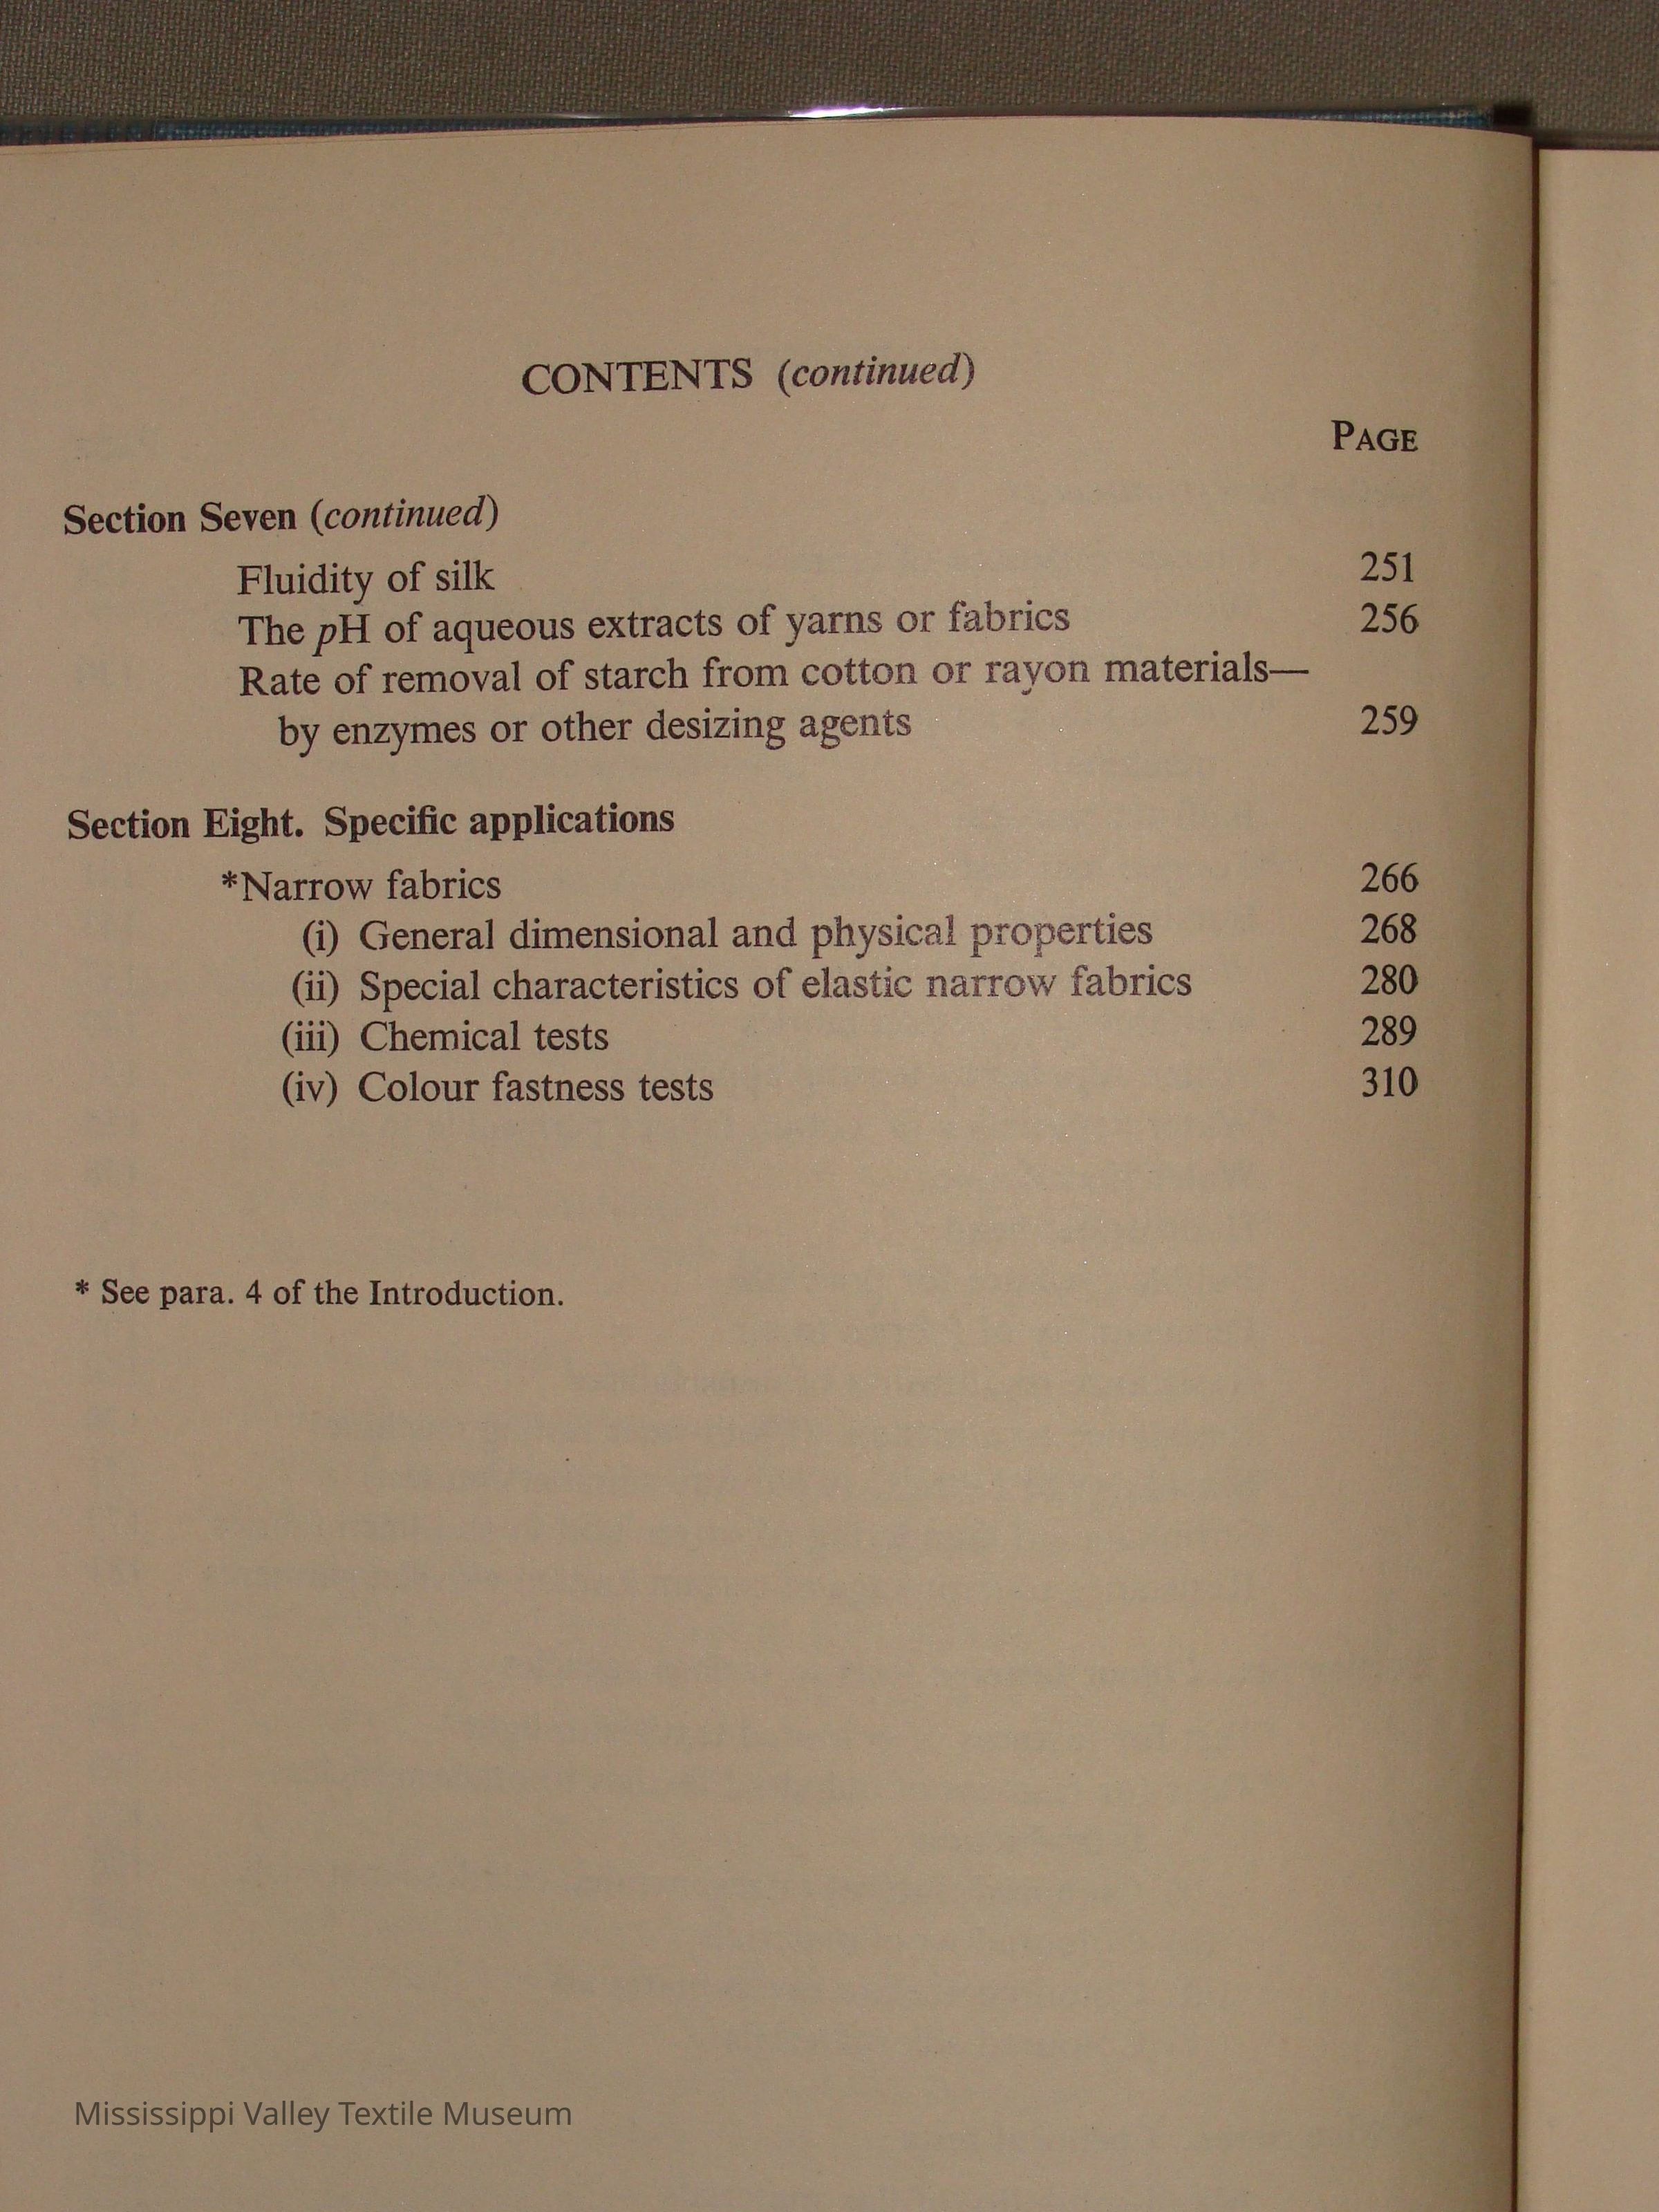 CONTENTS (continued)
PAGE
Section Seven (continued)
Fluidity of silk 251
The pH of aqueous extracts of yarns or fabrics 256
Rate of removal of starch from cotton or rayon materials—
by enzymes or other desizing agents 259
Section Eight. Specific applications
*Narrow fabrics 266
(i) General dimensional and physical properties 268
(ii) Special characteristics of elastic narrow fabrics 280
(iii) Chemical tests 289
(iv) Colour fastness tests 310
* See para. 4 of the Introduction.
Mississippi Valley Textile Museum